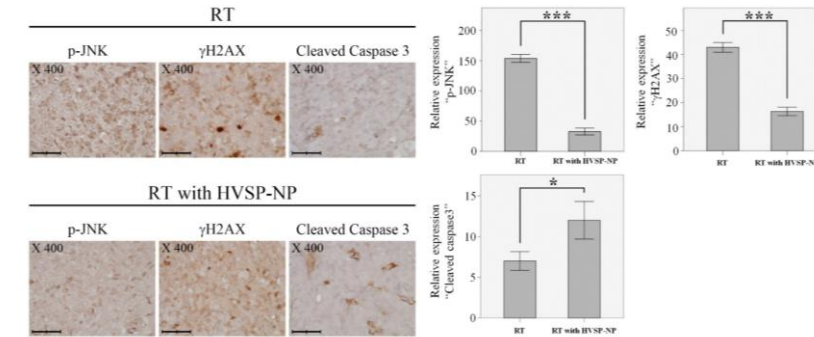 RT
p-JNK γH2AX Cleaved Caspase 3
X 400 X 400 X 400
RT with HVSP-NP
p-JNK γH2AX Cleaved Caspase 3
X 400 X 400 X 400
***
Relative expression
“p-JNK”
200
150
100
50
0
RT RT with HVSP-NP
***
Relative expression
“γH2AX”
50
40
30
20
10
0
RT RT with HVSP-N
*
Relative expression
“Cleaved caspase3”
15
10
5
0
RT RT with HVSP-NP